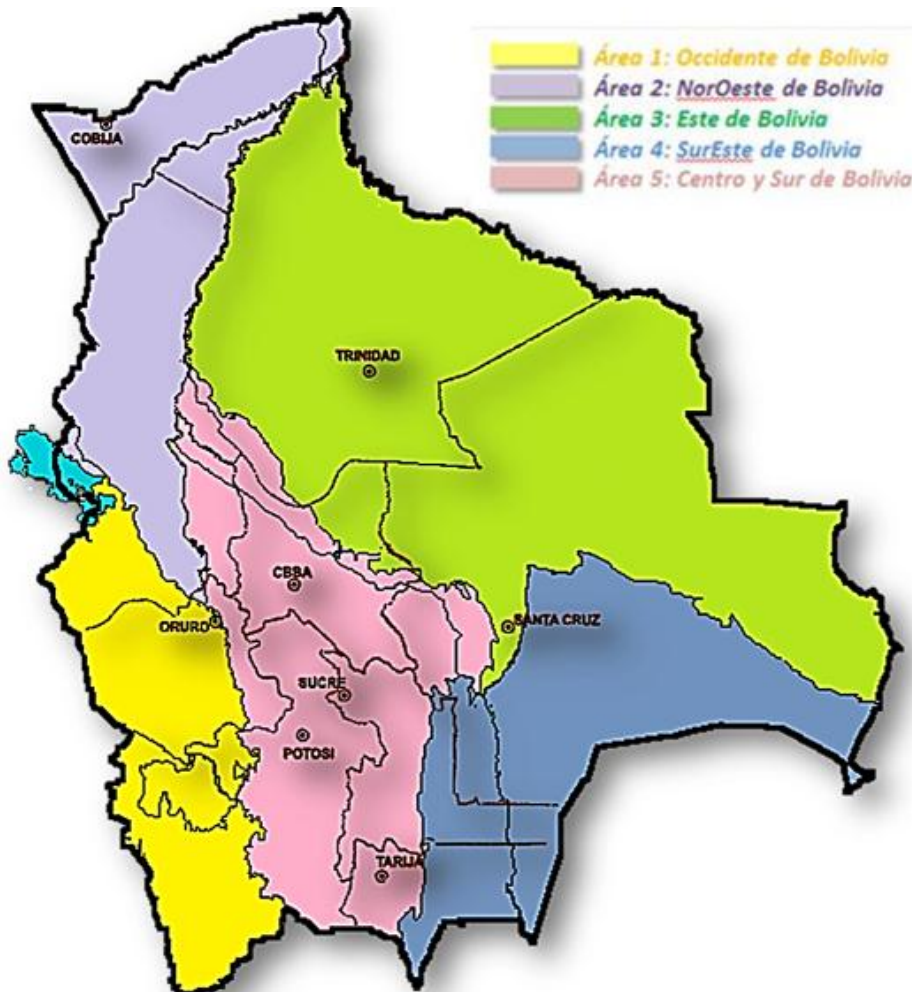 Área 1: Occidente de Bolivia
Área 2: NorOeste de Bolivia
Área 3: Este de Bolivia
Área 4: SurEste de Bolivia
Área 5: Centro y Sur de Bolivia
COBIJA
TRINIDAD
CBBA
ORURO
SANTA CRUZ
SUCRE
POTOSI
TARIJA